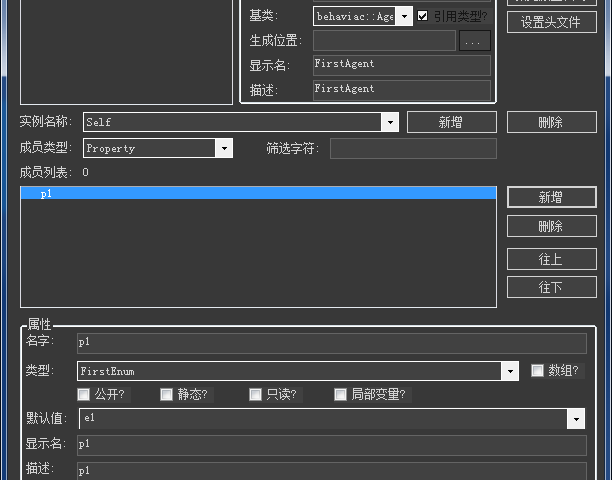 基类: behaviac::Age 引用类型?
设置头文件
生成位置: ...
显示名: FirstAgent
描述: FirstAgent
实例名称: Self 新增 删除
成员类型: Property 筛选字符:
成员列表: 0
p1
新增
删除
往上
往下
属性
名字: p1
类型: FirstEnum 数组?
公开? 静态? 只读? 局部变量?
默认值: e1
显示名: p1
描述: p1